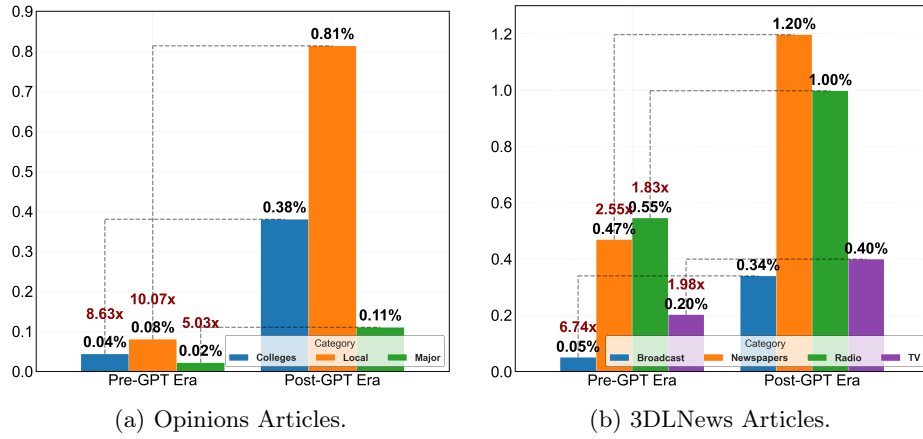 0.9
0.8
0.7
0.6
0.5
0.4
0.3
0.2
0.1
0.0
8.63x
10.07x
5.03x
0.04%
0.08%
0.02%
0.38%
0.81%
0.11%
Category
Colleges Local Major
Pre-GPT Era Post-GPT Era
(a) Opinions Articles.
1.2
1.0
0.8
0.6
0.4
0.2
0.0
6.74x
2.55x
1.83x
1.98x
0.05%
0.47%
0.55%
0.20%
0.34%
1.20%
1.00%
0.40%
Category
Broadcast Newspapers Radio TV
Pre-GPT Era Post-GPT Era
(b) 3DLNews Articles.